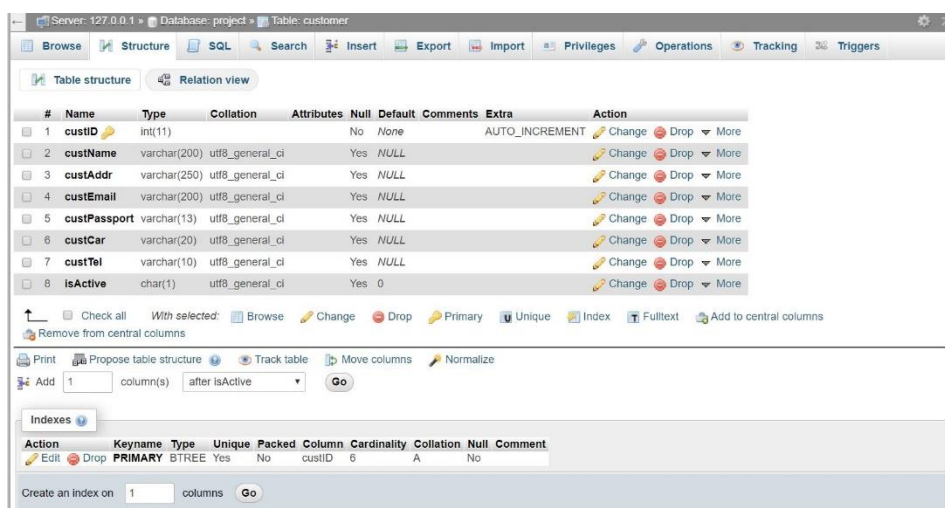 Server: 127.0.0.1 » Database: project » Table: customer
Browse Structure SQL Search Insert Export Import Privileges Operations Tracking Triggers
Table structure Relation view
# Name Type Collation Attributes Null Default Comments Extra Action
1 custID int(11) No None AUTO_INCREMENT Change Drop More
2 custName varchar(200) utf8_general_ci Yes NULL Change Drop More
3 custAddr varchar(250) utf8_general_ci Yes NULL Change Drop More
4 custEmail varchar(200) utf8_general_ci Yes NULL Change Drop More
5 custPassport varchar(13) utf8_general_ci Yes NULL Change Drop More
6 custCar varchar(20) utf8_general_ci Yes NULL Change Drop More
7 custTel varchar(10) utf8_general_ci Yes NULL Change Drop More
8 isActive char(1) utf8_general_ci Yes 0 Change Drop More
Check all With selected: Browse Change Drop Primary Unique Index Fulltext Add to central columns
Remove from central columns
Print Propose table structure Track table Move columns Normalize
Add 1 column(s) after isActive Go
Indexes
Action Keyname Type Unique Packed Column Cardinality Collation Null Comment
Edit Drop PRIMARY BTREE Yes No custID 6 A No
Create an index on 1 columns Go